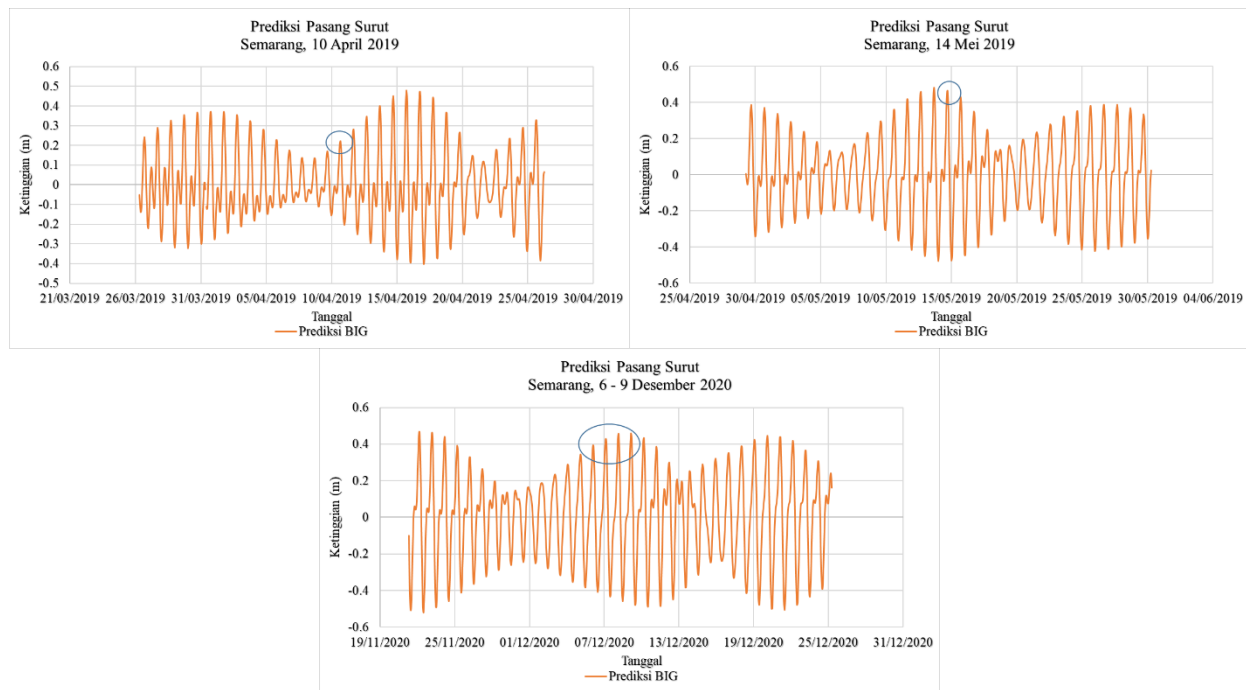 Prediksi Pasang Surut
Semarang, 10 April 2019
0.6
0.5
0.4
0.3
0.2
0.1
0
-0.1
-0.2
-0.3
-0.4
-0.5
Ketinggian (m)
21/03/2019 26/03/2019 31/03/2019 05/04/2019 10/04/2019 15/04/2019 20/04/2019 25/04/2019 30/04/2019
Tanggal
Prediksi BIG
Prediksi Pasang Surut
Semarang, 14 Mei 2019
0.6
0.4
0.2
0
-0.2
-0.4
-0.6
Ketinggian (m)
25/04/2019 30/04/2019 05/05/2019 10/05/2019 15/05/2019 20/05/2019 25/05/2019 30/05/2019 04/06/2019
Tanggal
Prediksi BIG
Prediksi Pasang Surut
Semarang, 6 - 9 Desember 2020
0.6
0.4
0.2
0
-0.2
-0.4
-0.6
Ketinggian (m)
19/11/2020 25/11/2020 01/12/2020 07/12/2020 13/12/2020 19/12/2020 25/12/2020 31/12/2020
Tanggal
Prediksi BIG